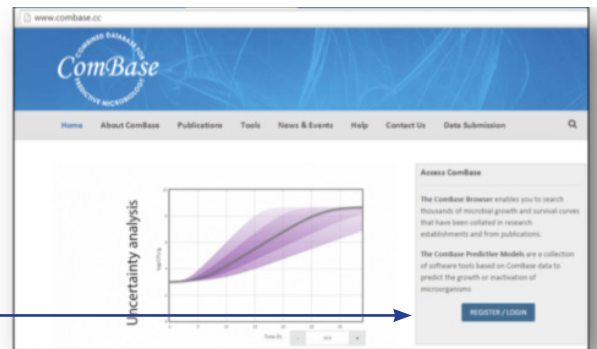 www.combase.cc
COMBINED DATABASE FOR
ComBase
PREDICTIVE MICROBIOLOGY
Home About ComBase Publications Tools News & Events Help Contact Us Data Submission
Access ComBase
The ComBase Browser enables you to search
thousands of microbial growth and survival curves
that have been collated in research
establishments and from publications.
The ComBase Predictive Models are a collection
of software tools based on ComBase data to
predict the growth or inactivation of
microorganisms
REGISTER / LOGIN
Uncertainty analysis